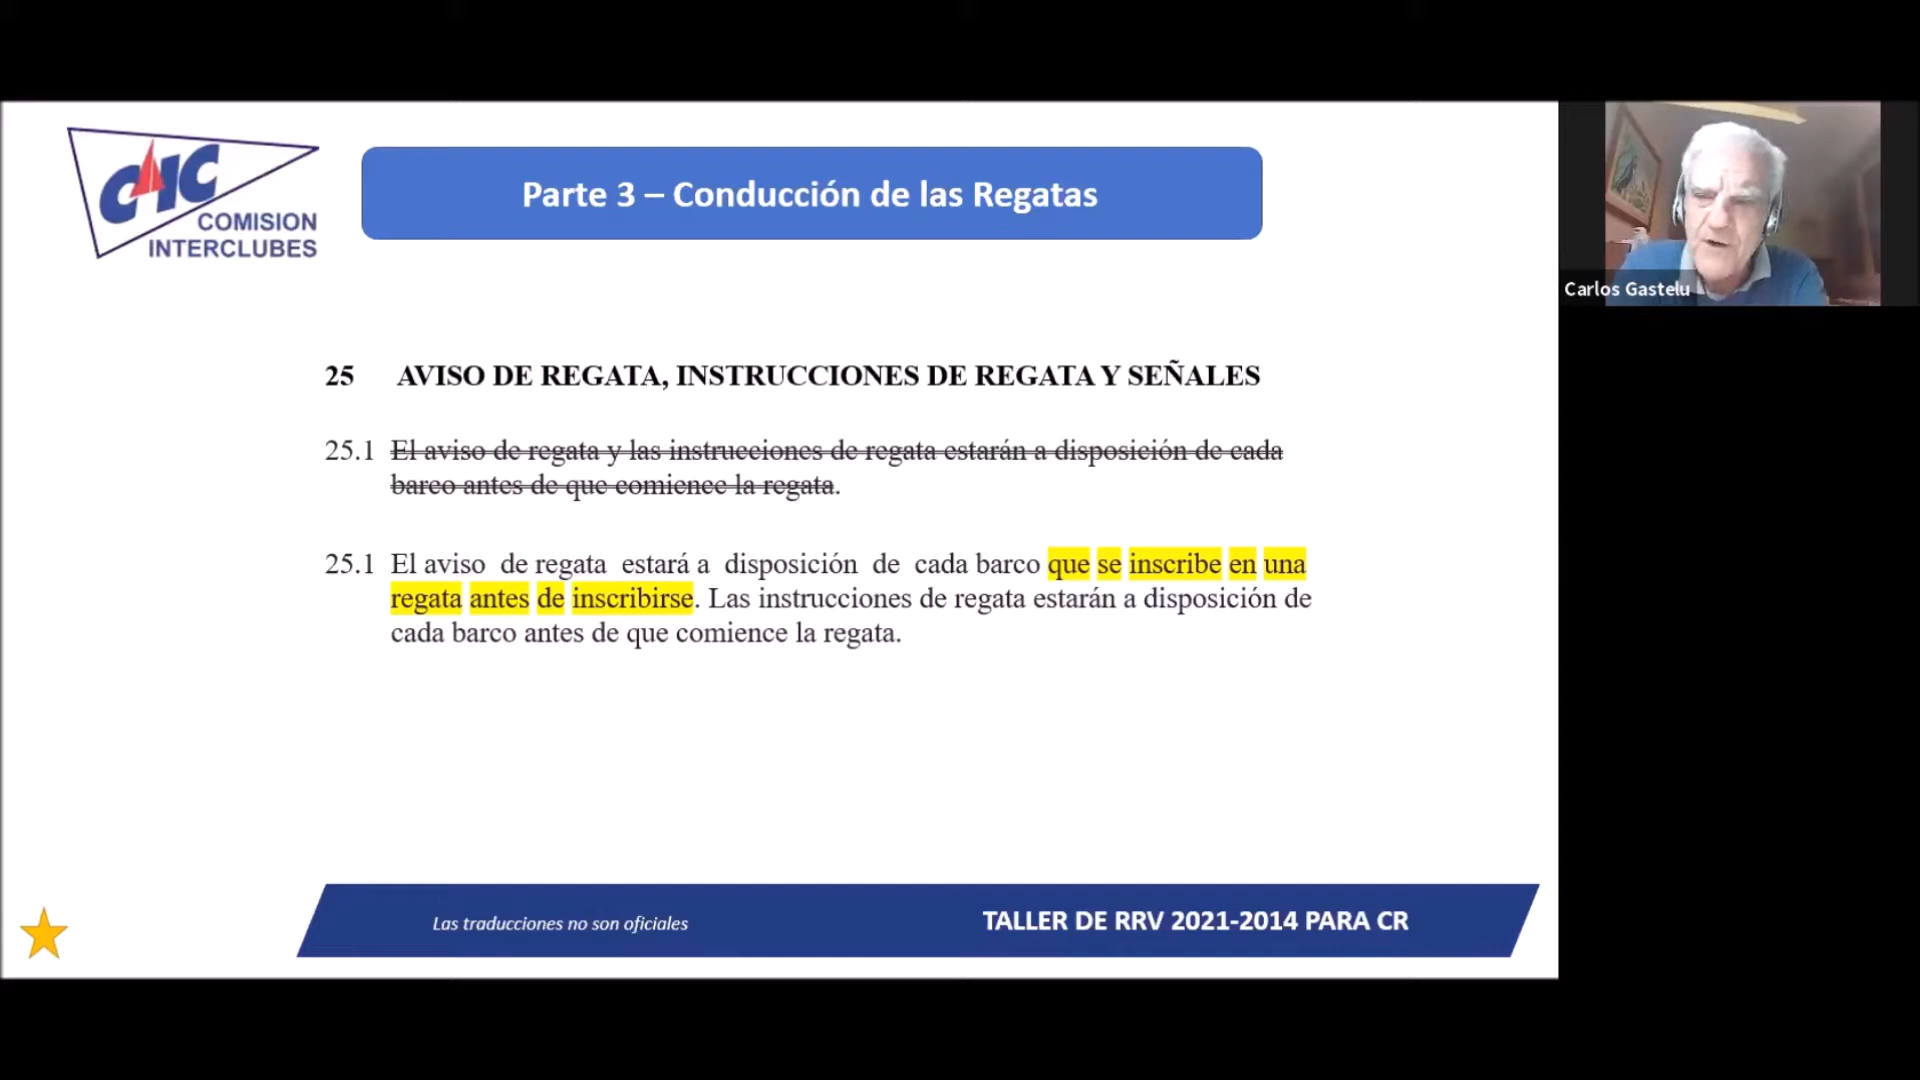 CIC
COMISION
INTERCLUBES
Parte 3 – Conducción de las Regatas
Carlos Gastelu
25 AVISO DE REGATA, INSTRUCCIONES DE REGATA Y SEÑALES
25.1 El aviso de regata y las instrucciones de regata estarán a disposición de cada
barco antes de que comience la regata.
25.1 El aviso de regata estará a disposición de cada barco que se inscribe en una
regata antes de inscribirse. Las instrucciones de regata estarán a disposición de
cada barco antes de que comience la regata.
Las traducciones no son oficiales
TALLER DE RRV 2021-2014 PARA CR